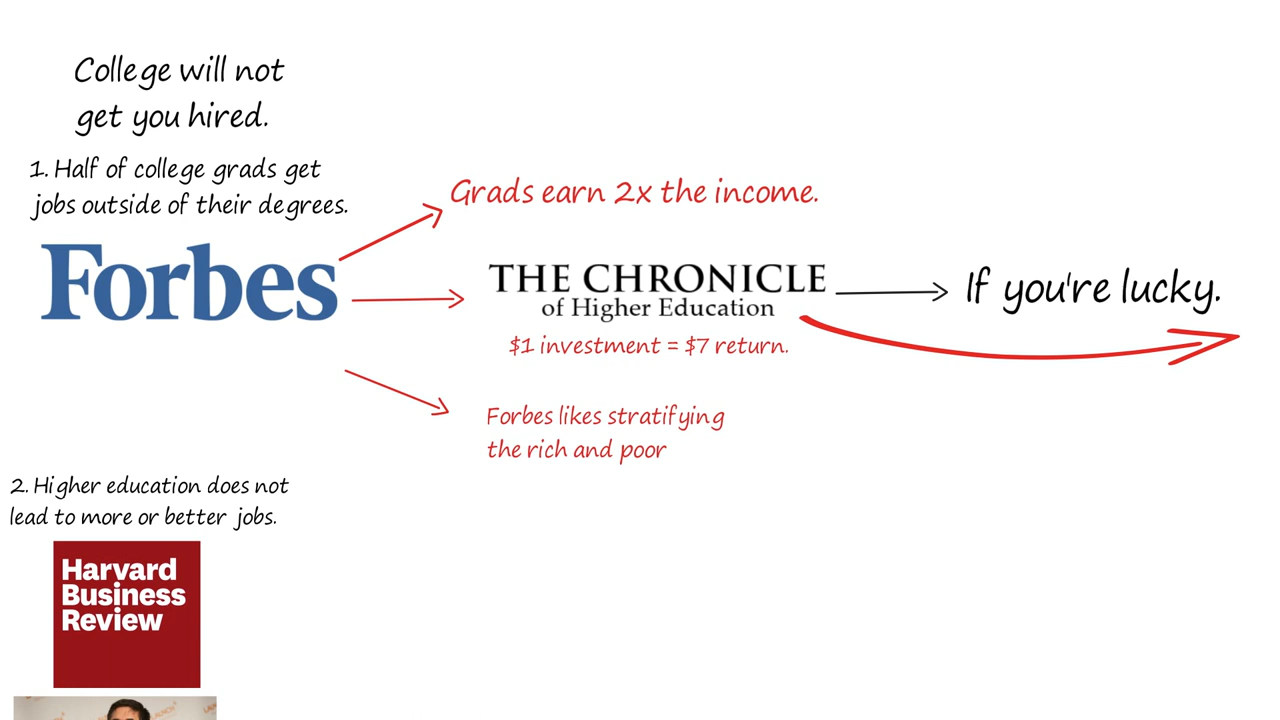 College will not
get you hired.
1. Half of college grads get
jobs outside of their degrees.
Forbes
Grads earn 2x the income.
THE CHRONICLE
of Higher Education
$1 investment = $7 return.
If you're lucky.
Forbes likes stratifying
the rich and poor
2. Higher education does not
lead to more or better jobs.
Harvard
Business
Review